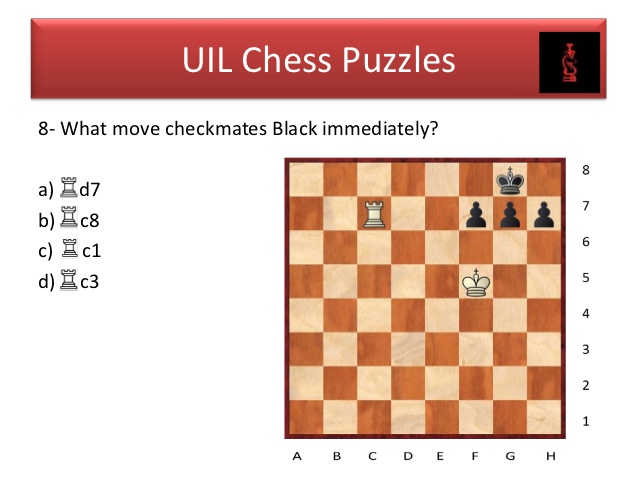 UIL Chess Puzzles
8- What move checkmates Black immediately?
a) ♖d7
b) ♖c8
c) ♖c1
d) ♖c3
8
7
6
5
4
3
2
1
A B C D E F G H